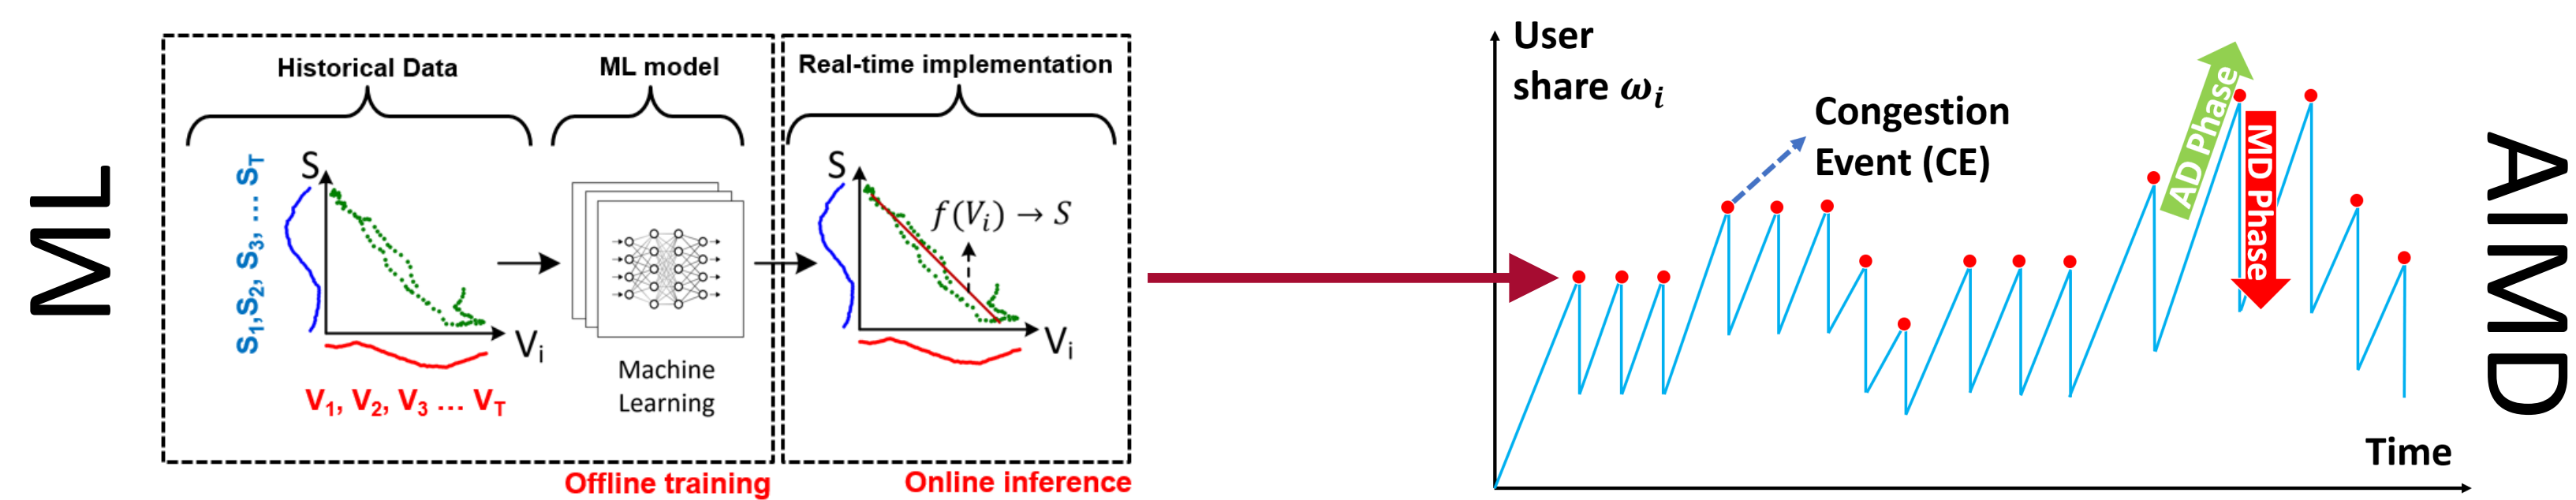 ML
Historical Data
ML model
Real-time implementation
S
S1,S2, S3, ... ST
Vi
V1, V2, V3 ... VT
Machine
Learning
S
f(Vi) → S
Vi
Offline training
Online inference
User
share ωi
Congestion
Event (CE)
AD Phase
MD Phase
Time
AIMD